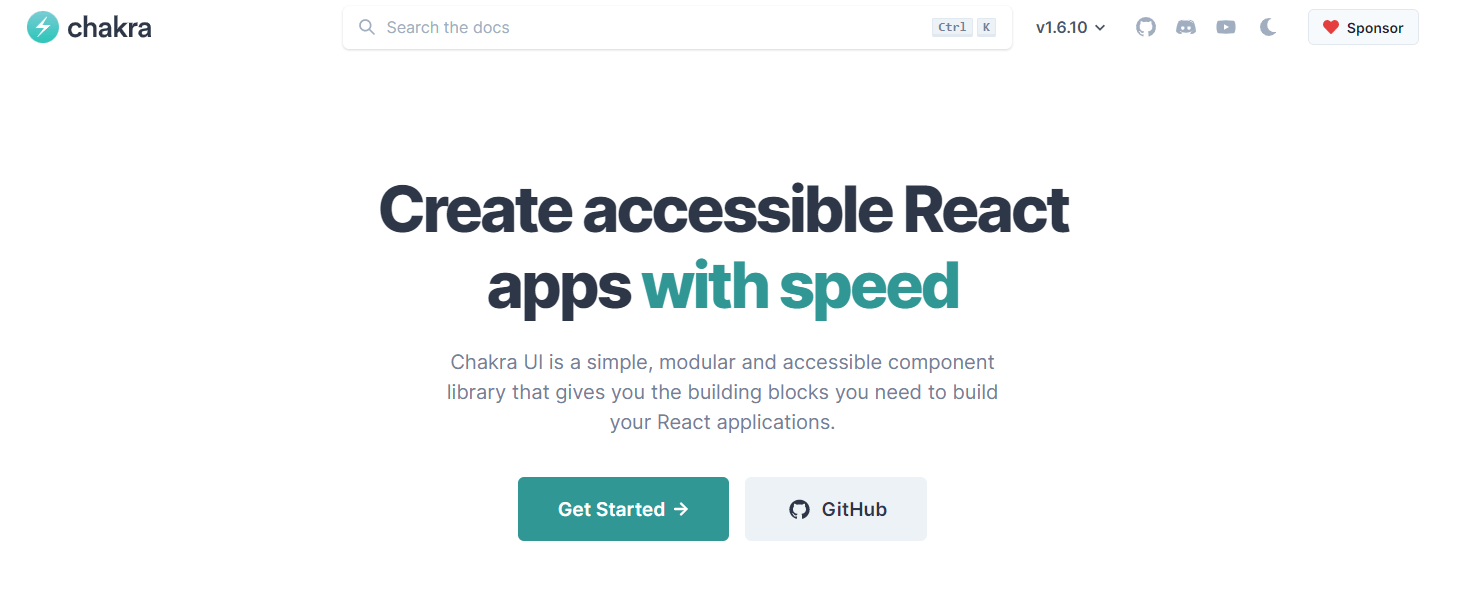 chakra
Search the docs
Ctrl K
v1.6.10
Sponsor
Create accessible React
apps with speed
Chakra UI is a simple, modular and accessible component
library that gives you the building blocks you need to build
your React applications.
Get Started →
GitHub